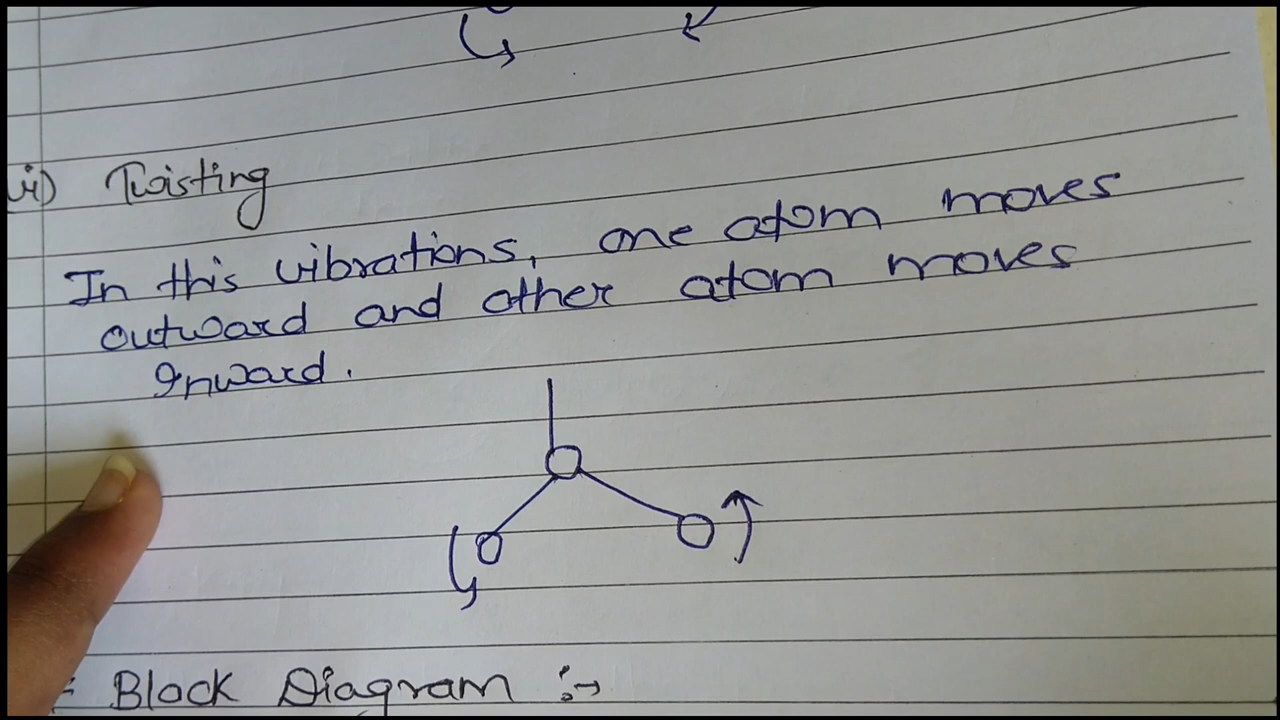 vi) Twisting
In this vibrations, one atom moves
outward and other atom moves
Inward.
Block Diagram :→